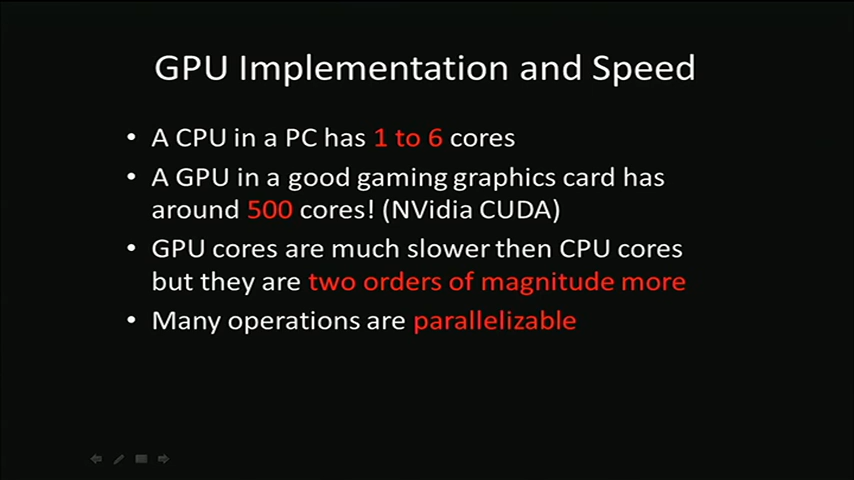 GPU Implementation and Speed
• A CPU in a PC has 1 to 6 cores
• A GPU in a good gaming graphics card has
around 500 cores! (NVidia CUDA)
• GPU cores are much slower then CPU cores
but they are two orders of magnitude more
• Many operations are parallelizable